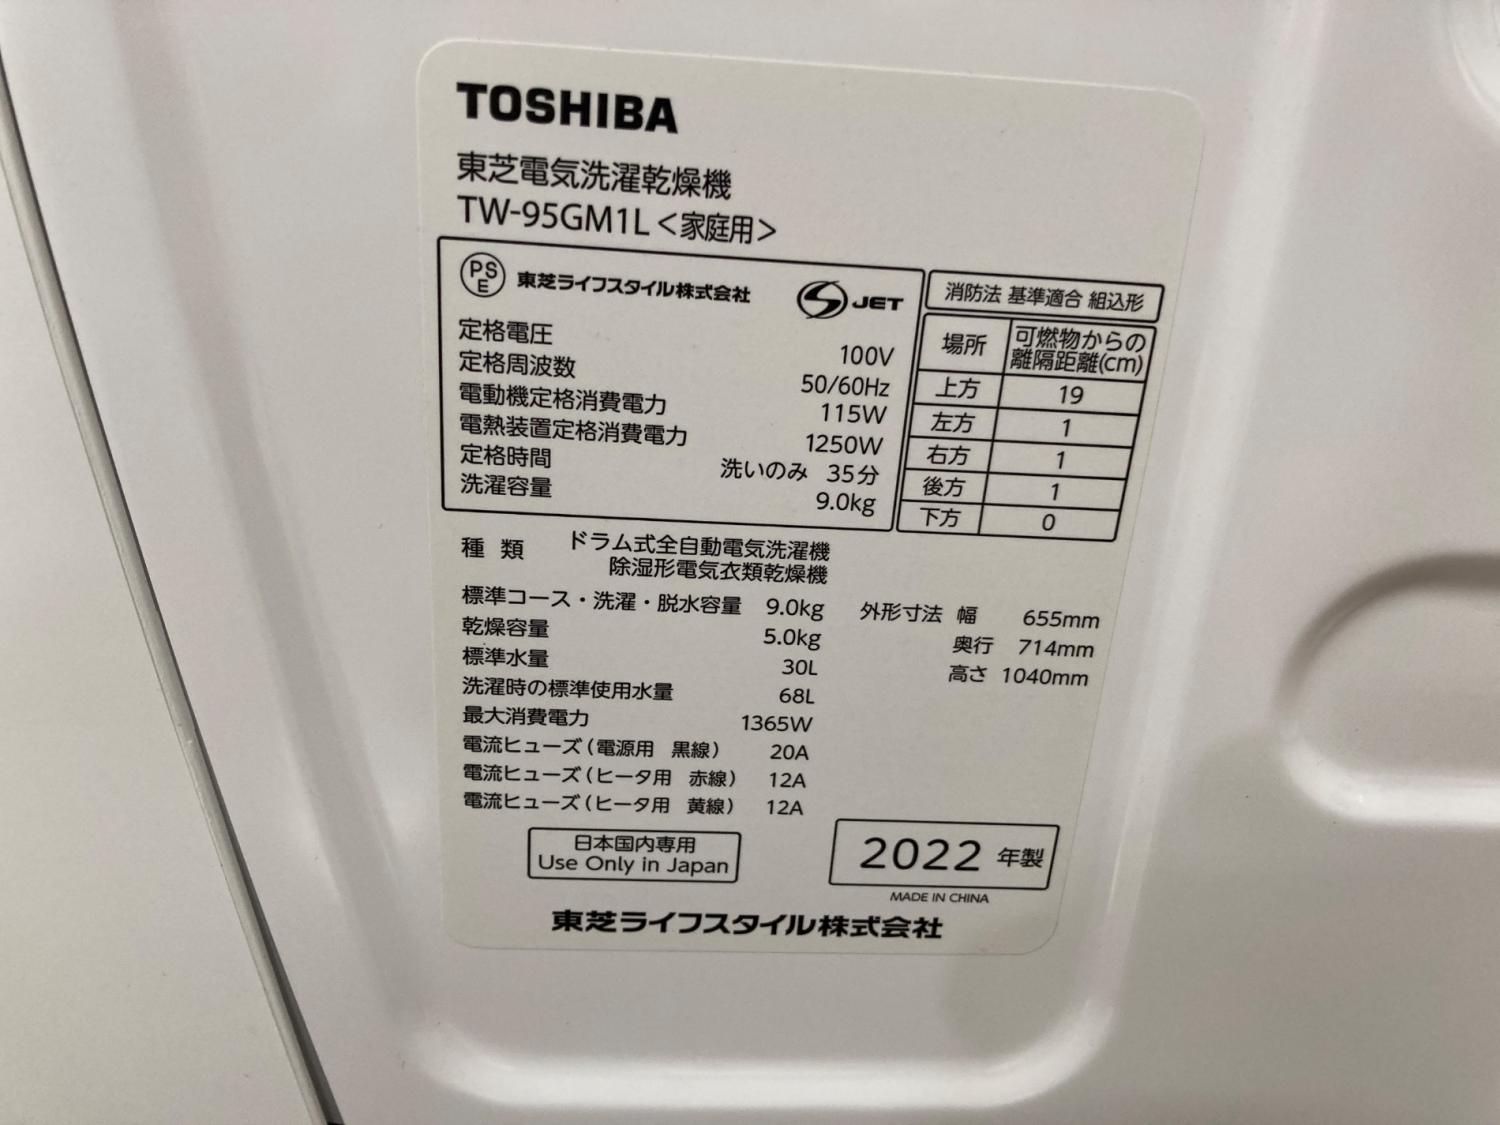 TOSHIBA
東芝電気洗濯乾燥機
TW-95GM1L<家庭用>
PSE 東芝ライフスタイル株式会社 S JET
定格電圧 100V
定格周波数 50/60Hz
電動機定格消費電力 115W
電熱装置定格消費電力 1250W
定格時間 洗いのみ 35分
洗濯容量 9.0kg
消防法 基準適合 組込形
場所 可燃物からの離隔距離(cm)
上方 19
左方 1
右方 1
後方 1
下方 0
種 類 ドラム式全自動電気洗濯機
除湿形電気衣類乾燥機
標準コース・洗濯・脱水容量 9.0kg
乾燥容量 5.0kg
標準水量 30L
洗濯時の標準使用水量 68L
最大消費電力 1365W
電流ヒューズ(電源用 黒線) 20A
電流ヒューズ(ヒータ用 赤線) 12A
電流ヒューズ(ヒータ用 黄線) 12A
外形寸法 幅 655mm
奥行 714mm
高さ 1040mm
日本国内専用
Use Only in Japan
2022 年製
MADE IN CHINA
東芝ライフスタイル株式会社